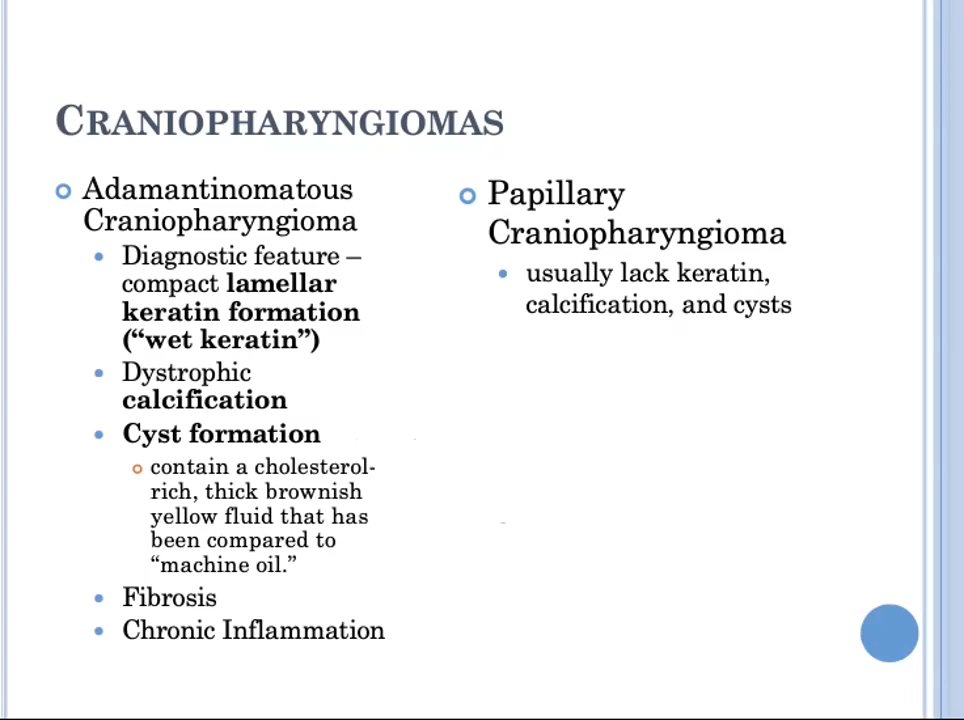 CRANIOPHARYNGIOMAS
Adamantinomatous
Craniopharyngioma
Diagnostic feature –
compact lamellar
keratin formation
(“wet keratin”)
Dystrophic
calcification
Cyst formation
contain a cholesterol-
rich, thick brownish
yellow fluid that has
been compared to
“machine oil.”
Fibrosis
Chronic Inflammation
Papillary
Craniopharyngioma
usually lack keratin,
calcification, and cysts